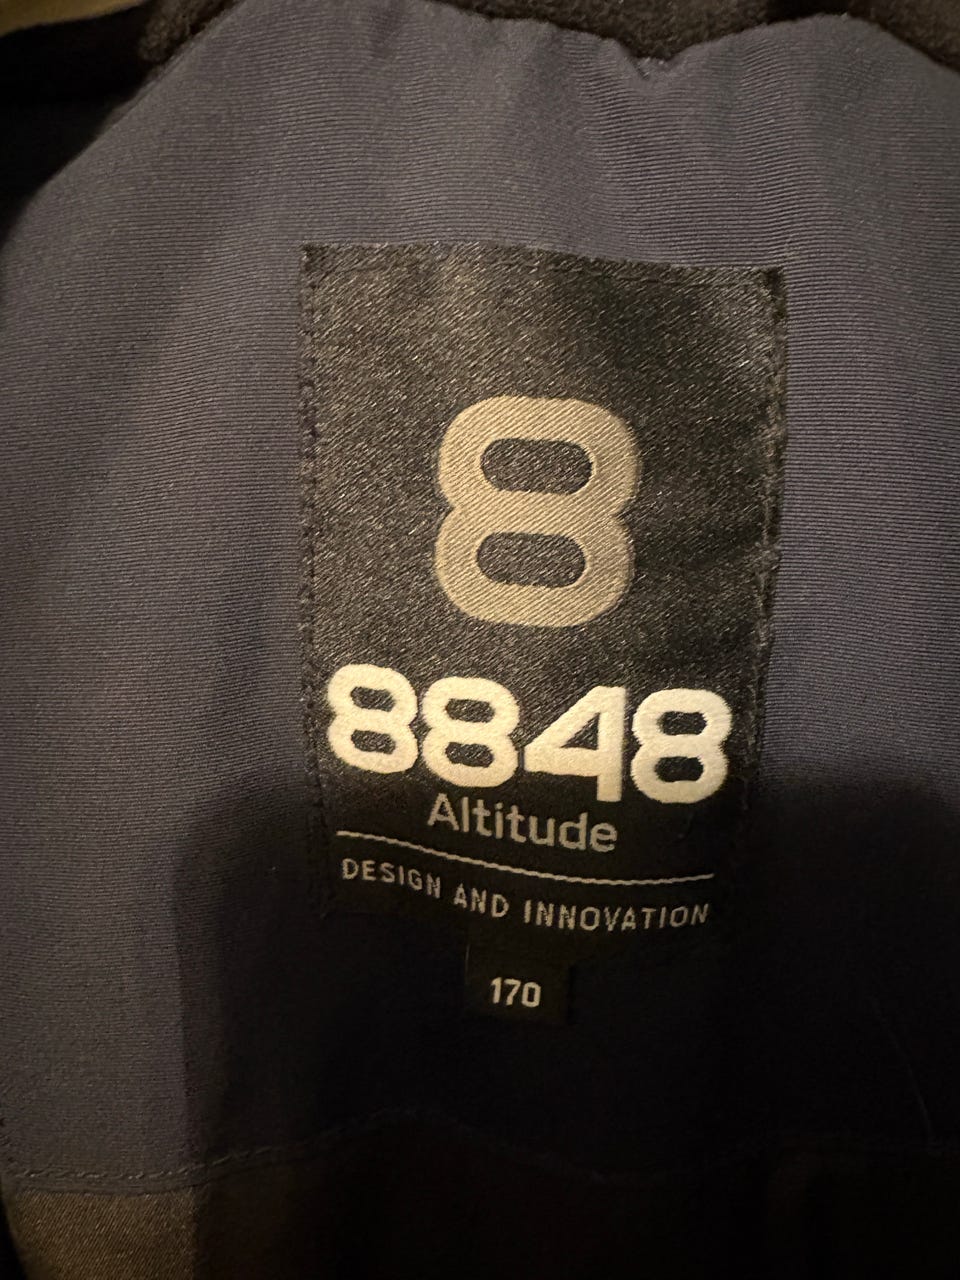 8
8848
Altitude
DESIGN AND INNOVATION
170